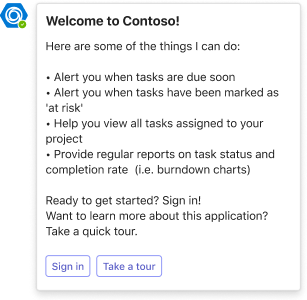 Welcome to Contoso!
Here are some of the things I can do:
• Alert you when tasks are due soon
• Alert you when tasks have been marked as
'at risk'
• Help you view all tasks assigned to your
project
• Provide regular reports on task status and
completion rate  (i.e. burndown charts)
Ready to get started? Sign in!
Want to learn more about this application?
Take a quick tour.
Sign in
Take a tour